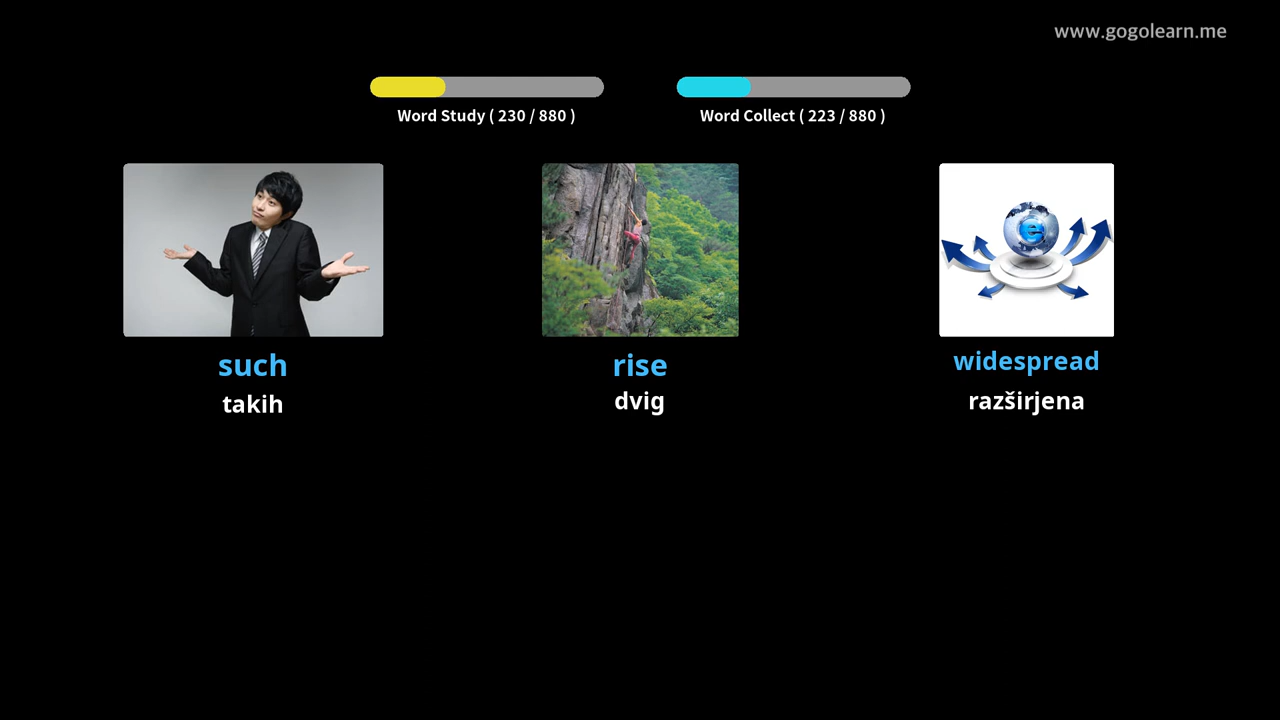 www.gogolearn.me
Word Study ( 230 / 880 )
Word Collect ( 223 / 880 )
such
takih
rise
dvig
widespread
razširjena